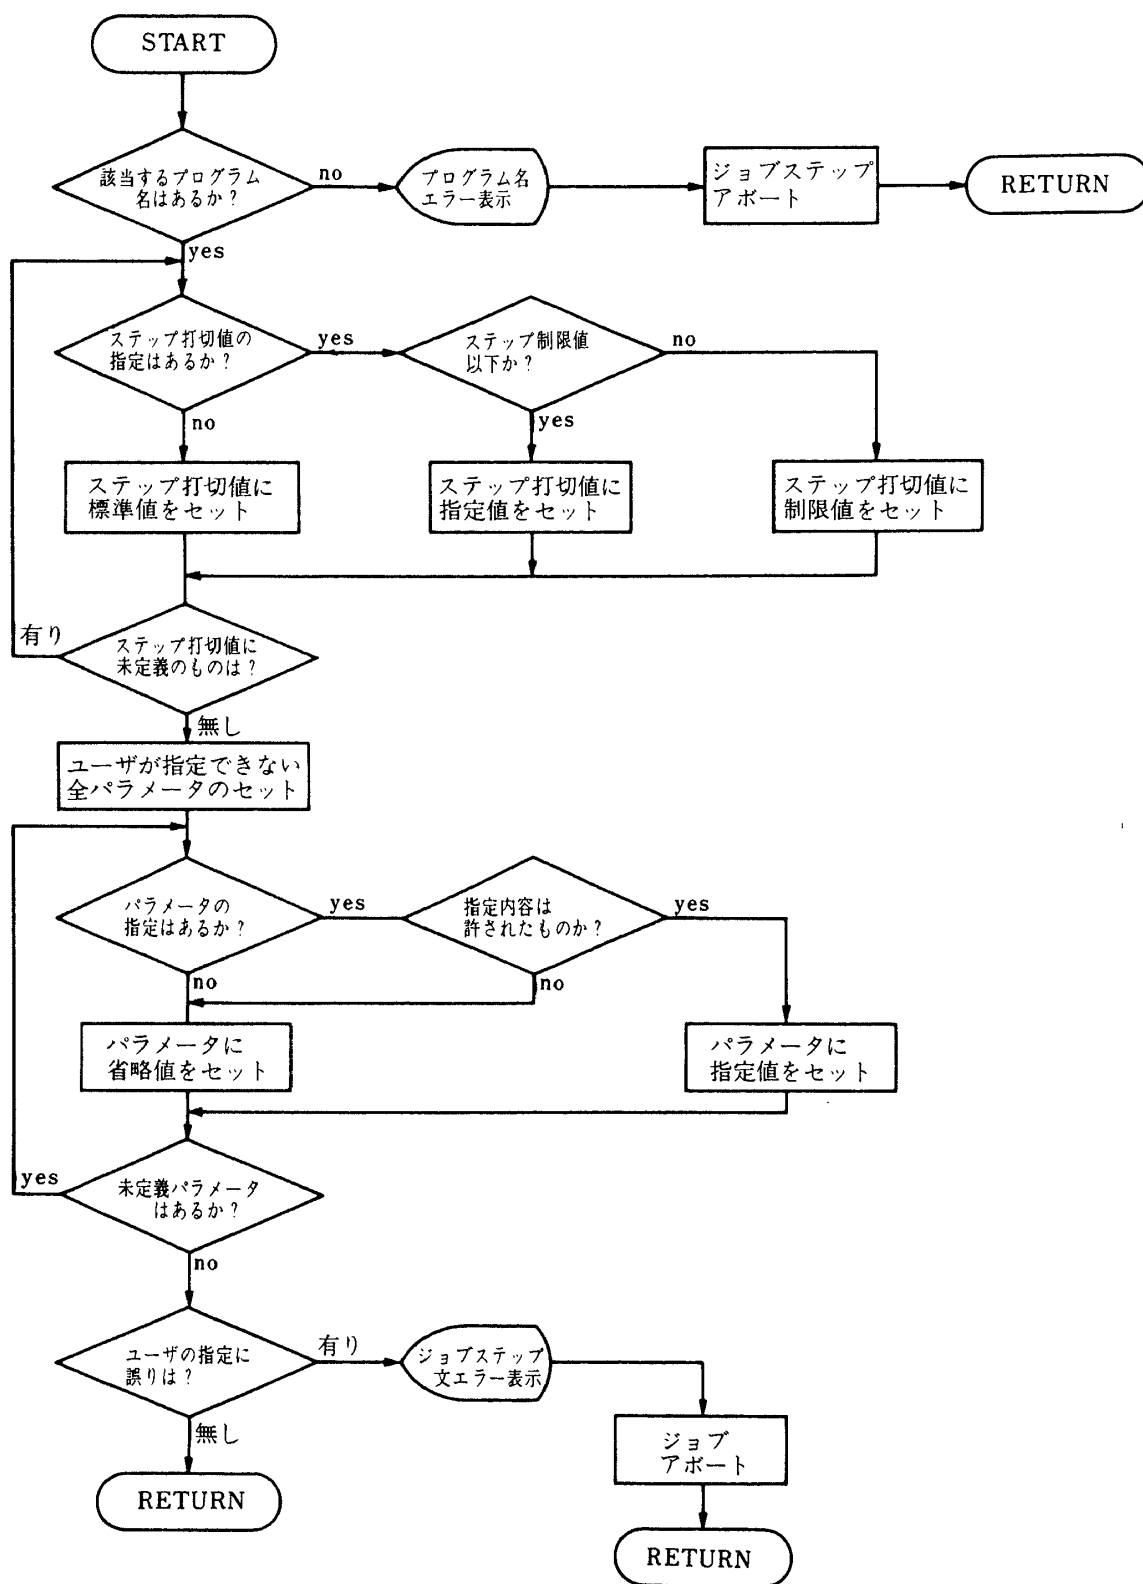 START
該当するプログラム
名はあるか?
no
プログラム名
エラー表示
ジョブステップ
アボート
RETURN
yes
ステップ打切値の
指定はあるか?
yes
ステップ制限値
以下か?
no
no
yes
ステップ打切値に
標準値をセット
ステップ打切値に
指定値をセット
ステップ打切値に
制限値をセット
有り
ステップ打切値に
未定義のものは?
無し
ユーザが指定できない
全パラメータのセット
パラメータの
指定はあるか?
yes
指定内容は
許されたものか?
yes
no
no
パラメータに
省略値をセット
パラメータに
指定値をセット
yes
未定義パラメータ
はあるか?
no
ユーザの指定に
誤りは?
有り
ジョブステップ
文エラー表示
無し
ジョブ
アボート
RETURN
RETURN